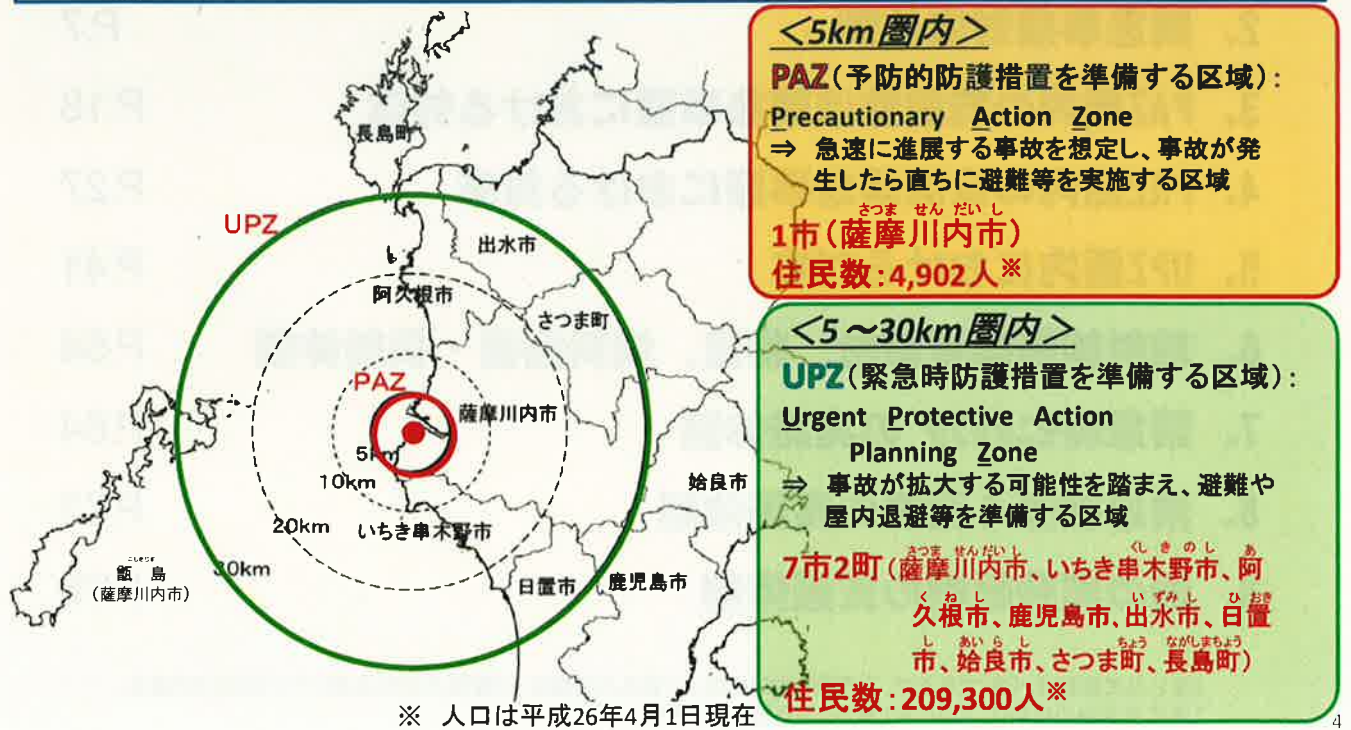 長島町
UPZ
出水市
阿久根市
さつま町
PAZ
薩摩川内市
5km
10km
20km
30km
いちき串木野市
姶良市
日置市
鹿児島市
こしきじま
甑 島
(薩摩川内市)
<5km圏内>
PAZ(予防的防護措置を準備する区域):
Precautionary Action Zone
⇒ 急速に進展する事故を想定し、事故が発
生したら直ちに避難等を実施する区域
さつま せん だい し
1市(薩摩川内市)
住民数:4,902人※
<5~30km圏内>
UPZ(緊急時防護措置を準備する区域):
Urgent Protective Action
Planning Zone
⇒ 事故が拡大する可能性を踏まえ、避難や
屋内退避等を準備する区域
さつま せんだい し くし き の し あ
7市2町(薩摩川内市、いちき串木野市、阿
く ね し い ずみ し ひ おき
久根市、鹿児島市、出水市、日置
し あい ら し ちょう ながしまちょう
市、姶良市、さつま町、長島町)
住民数:209,300人※
※ 人口は平成26年4月1日現在
4
P.7
P.18
P.27
P.41
P.64